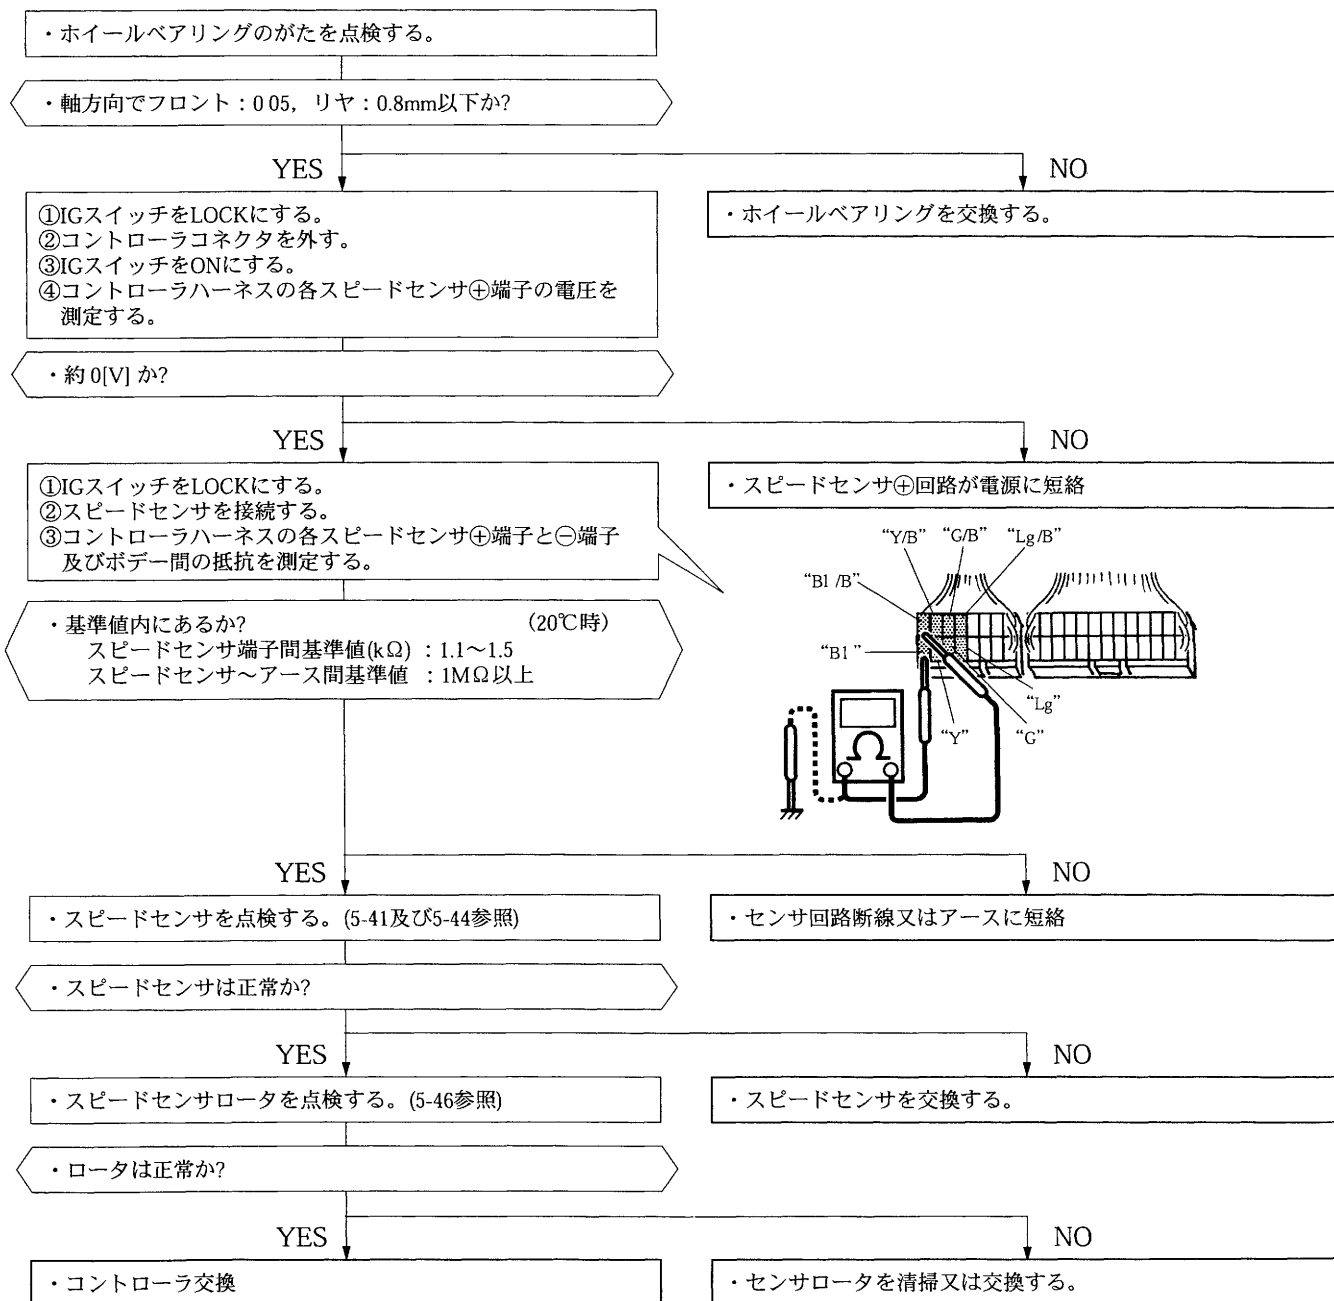 ・ホイールベアリングのがたを点検する。
・軸方向でフロント：0 05, リヤ：0.8mm以下か?
YES
NO
①IGスイッチをLOCKにする。
②コントローラコネクタを外す。
③IGスイッチをONにする。
④コントローラハーネスの各スピードセンサ⊕端子の電圧を
測定する。
・ホイールベアリングを交換する。
・約 0[V] か?
YES
NO
①IGスイッチをLOCKにする。
②スピードセンサを接続する。
③コントローラハーネスの各スピードセンサ⊕端子と⊖端子
及びボデー間の抵抗を測定する。
・スピードセンサ⊕回路が電源に短絡
“Y/B” “G/B” “Lg/B”
“Bl /B”
“Bl ”
“Lg”
“Y” “G”
・基準値内にあるか? (20℃時)
スピードセンサ端子間基準値(kΩ)：1.1～1.5
スピードセンサ～アース間基準値 ：1MΩ以上
YES
NO
・スピードセンサを点検する。(5-41及び5-44参照)
・センサ回路断線又はアースに短絡
・スピードセンサは正常か?
YES
NO
・スピードセンサロータを点検する。(5-46参照)
・スピードセンサを交換する。
・ロータは正常か?
YES
NO
・コントローラ交換
・センサロータを清掃又は交換する。